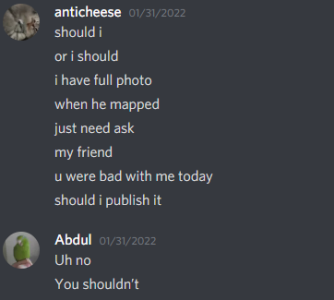 anticheese 01/31/2022
should i
or i should
i have full photo
when he mapped
just need ask
my friend
u were bad with me today
should i publish it
Abdul 01/31/2022
Uh no
You shouldn't